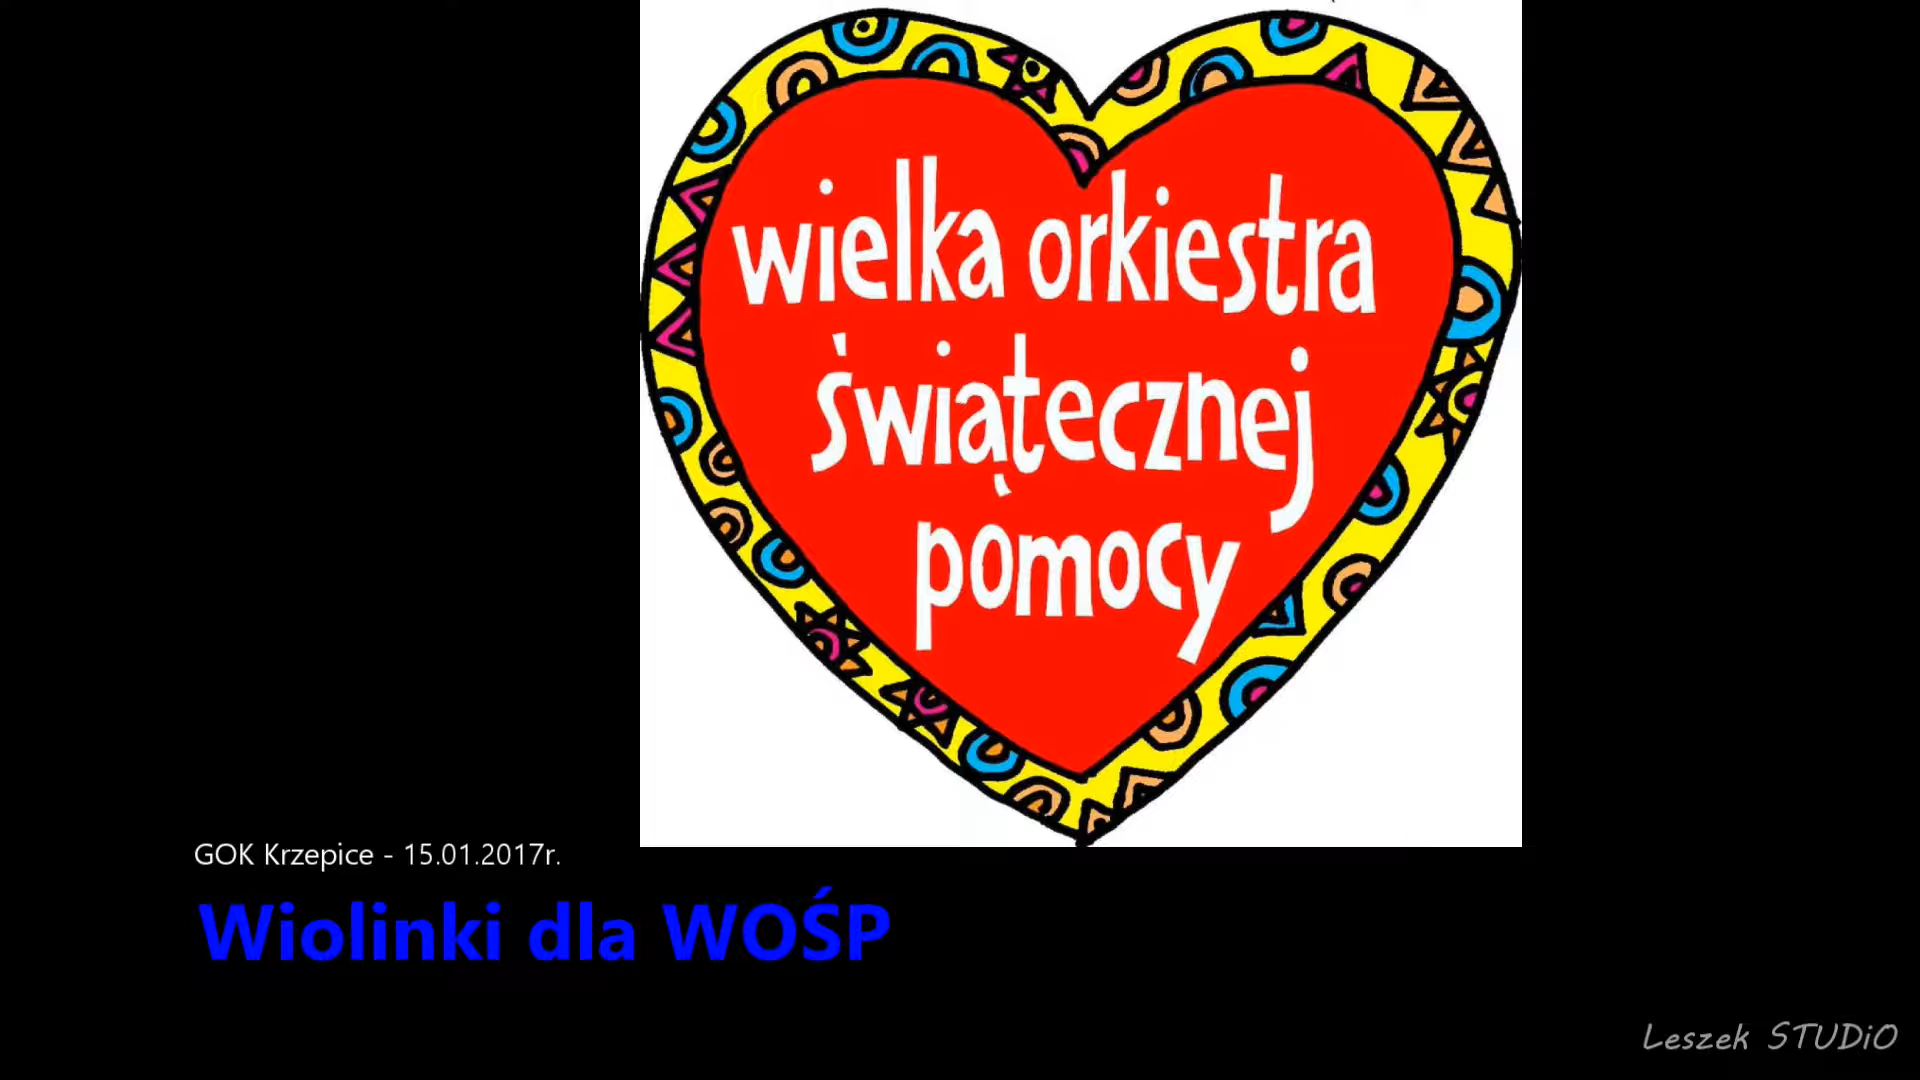 wielka orkiestra
świątecznej
pomocy
GOK Krzepice - 15.01.2017r.
Wiolinki dla WOŚP
Leszek STUDiO